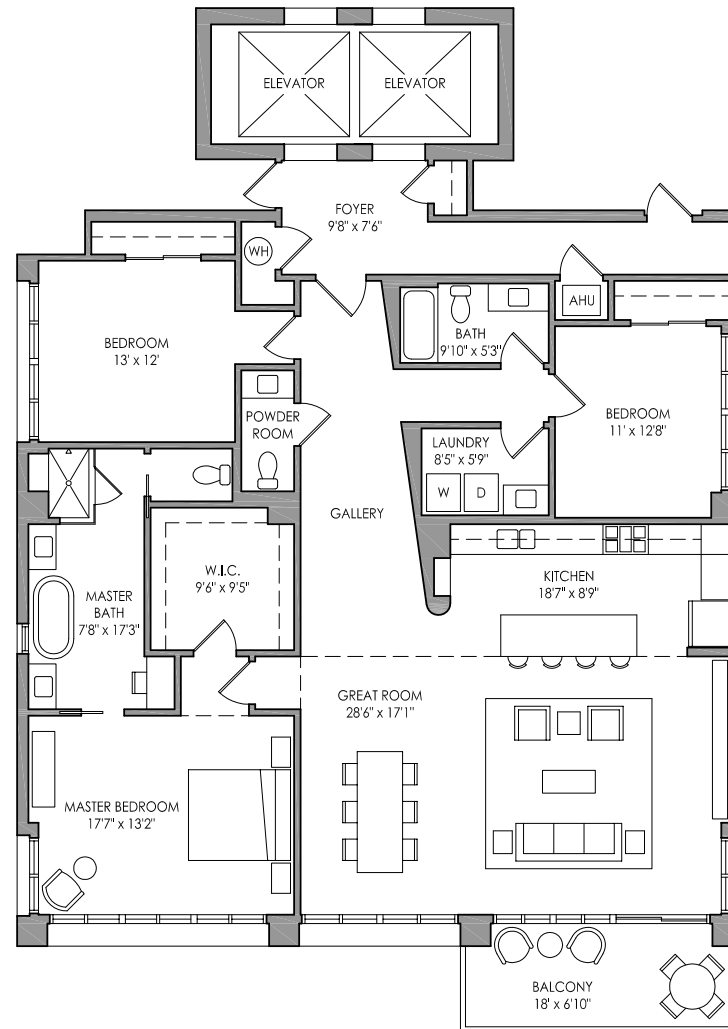 ELEVATOR
ELEVATOR
FOYER
9'8" x 7'6"
WH
AHU
BEDROOM
13' x 12'
BATH
9'10" x 5'3"
BEDROOM
11' x 12'8"
POWDER
ROOM
LAUNDRY
8'5" x 5'9"
W
D
GALLERY
W.I.C.
9'6" x 9'5"
KITCHEN
18'7" x 8'9"
MASTER
BATH
7'8" x 17'3"
GREAT ROOM
28'6" x 17'1"
MASTER BEDROOM
17'7" x 13'2"
BALCONY
18' x 6'10"